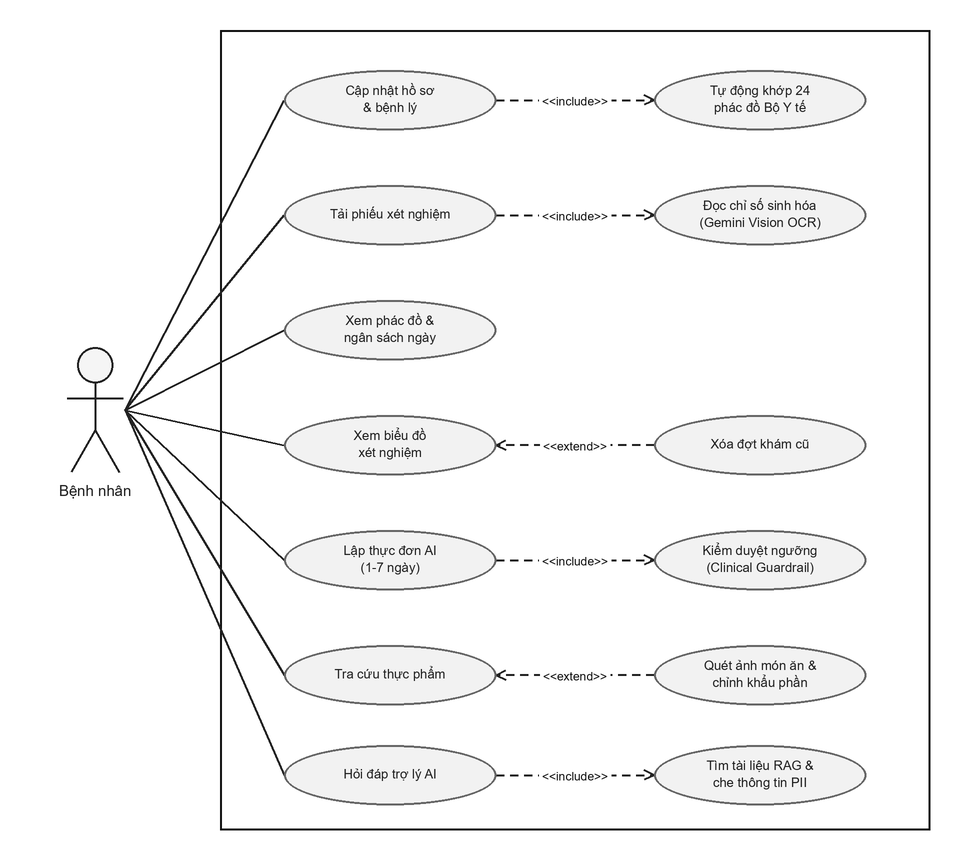 Cập nhật hồ sơ
& bệnh lý
<<include>>
Tự động khớp 24
phác đồ Bộ Y tế
Tải phiếu xét nghiệm
<<include>>
Đọc chỉ số sinh hóa
(Gemini Vision OCR)
Xem phác đồ &
ngân sách ngày
Xem biểu đồ
xét nghiệm
<<extend>>
Xóa đợt khám cũ
Bệnh nhân
Lập thực đơn AI
(1-7 ngày)
<<include>>
Kiểm duyệt ngưỡng
(Clinical Guardrail)
Tra cứu thực phẩm
<<extend>>
Quét ảnh món ăn &
chỉnh khẩu phần
Hỏi đáp trợ lý AI
<<include>>
Tìm tài liệu RAG &
che thông tin PII